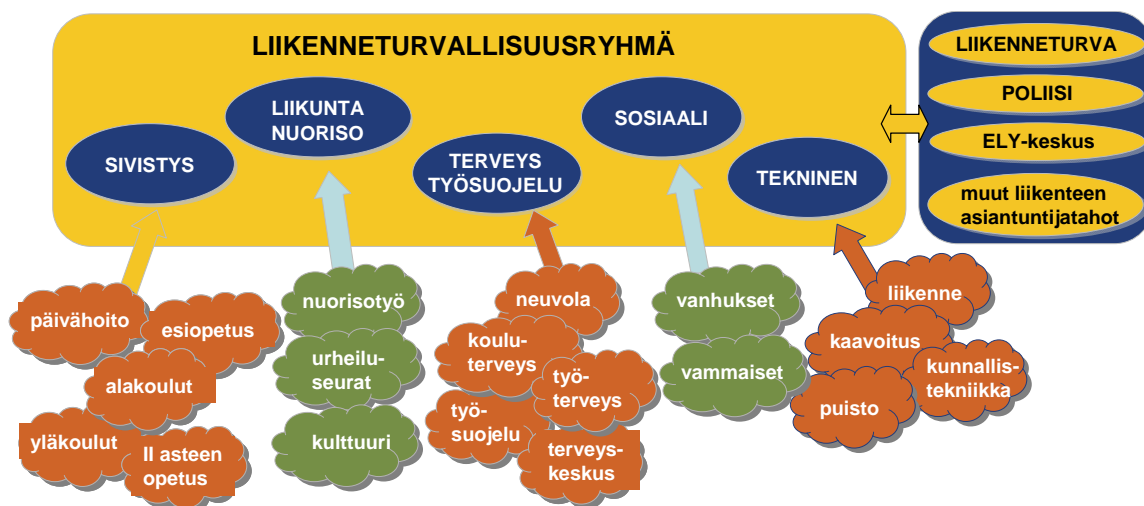 LIIKENNETURVALLISUUSRYHMÄ
SIVISTYS
LIIKUNTA
NUORISO
TERVEYS
TYÖSUOJELU
SOSIAALI
TEKNINEN
LIIKENNETURVA
POLIISI
ELY-keskus
muut liikenteen
asiantuntijatahot
päivähoito
esiopetus
alakoulut
yläkoulut
II asteen
opetus
nuorisotyö
urheilu-
seurat
kulttuuri
neuvola
koulu-
terveys
työ-
terveys
työ-
suojelu
terveys-
keskus
vanhukset
vammaiset
liikenne
kaavoitus
kunnallis-
tekniikka
puisto